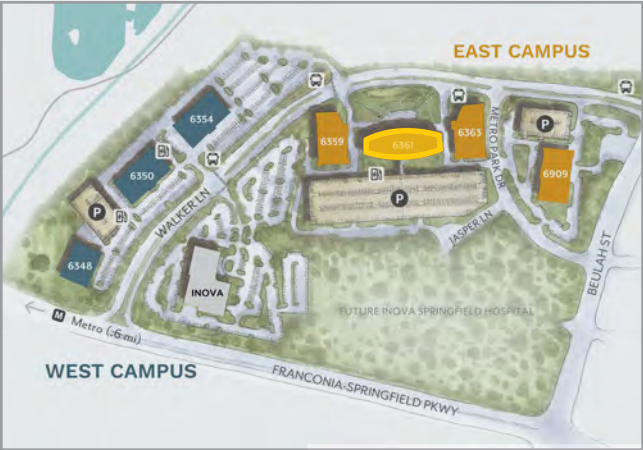 EAST CAMPUS
6354
6359
6361
6363
METRO PARK DR
P
6350
6909
P
P
WALKER LN
JASPER LN
BEULAH ST
6348
INOVA
FUTURE INOVA SPRINGFIELD HOSPITAL
M Metro (.6 mi)
WEST CAMPUS
FRANCONIA-SPRINGFIELD PKWY